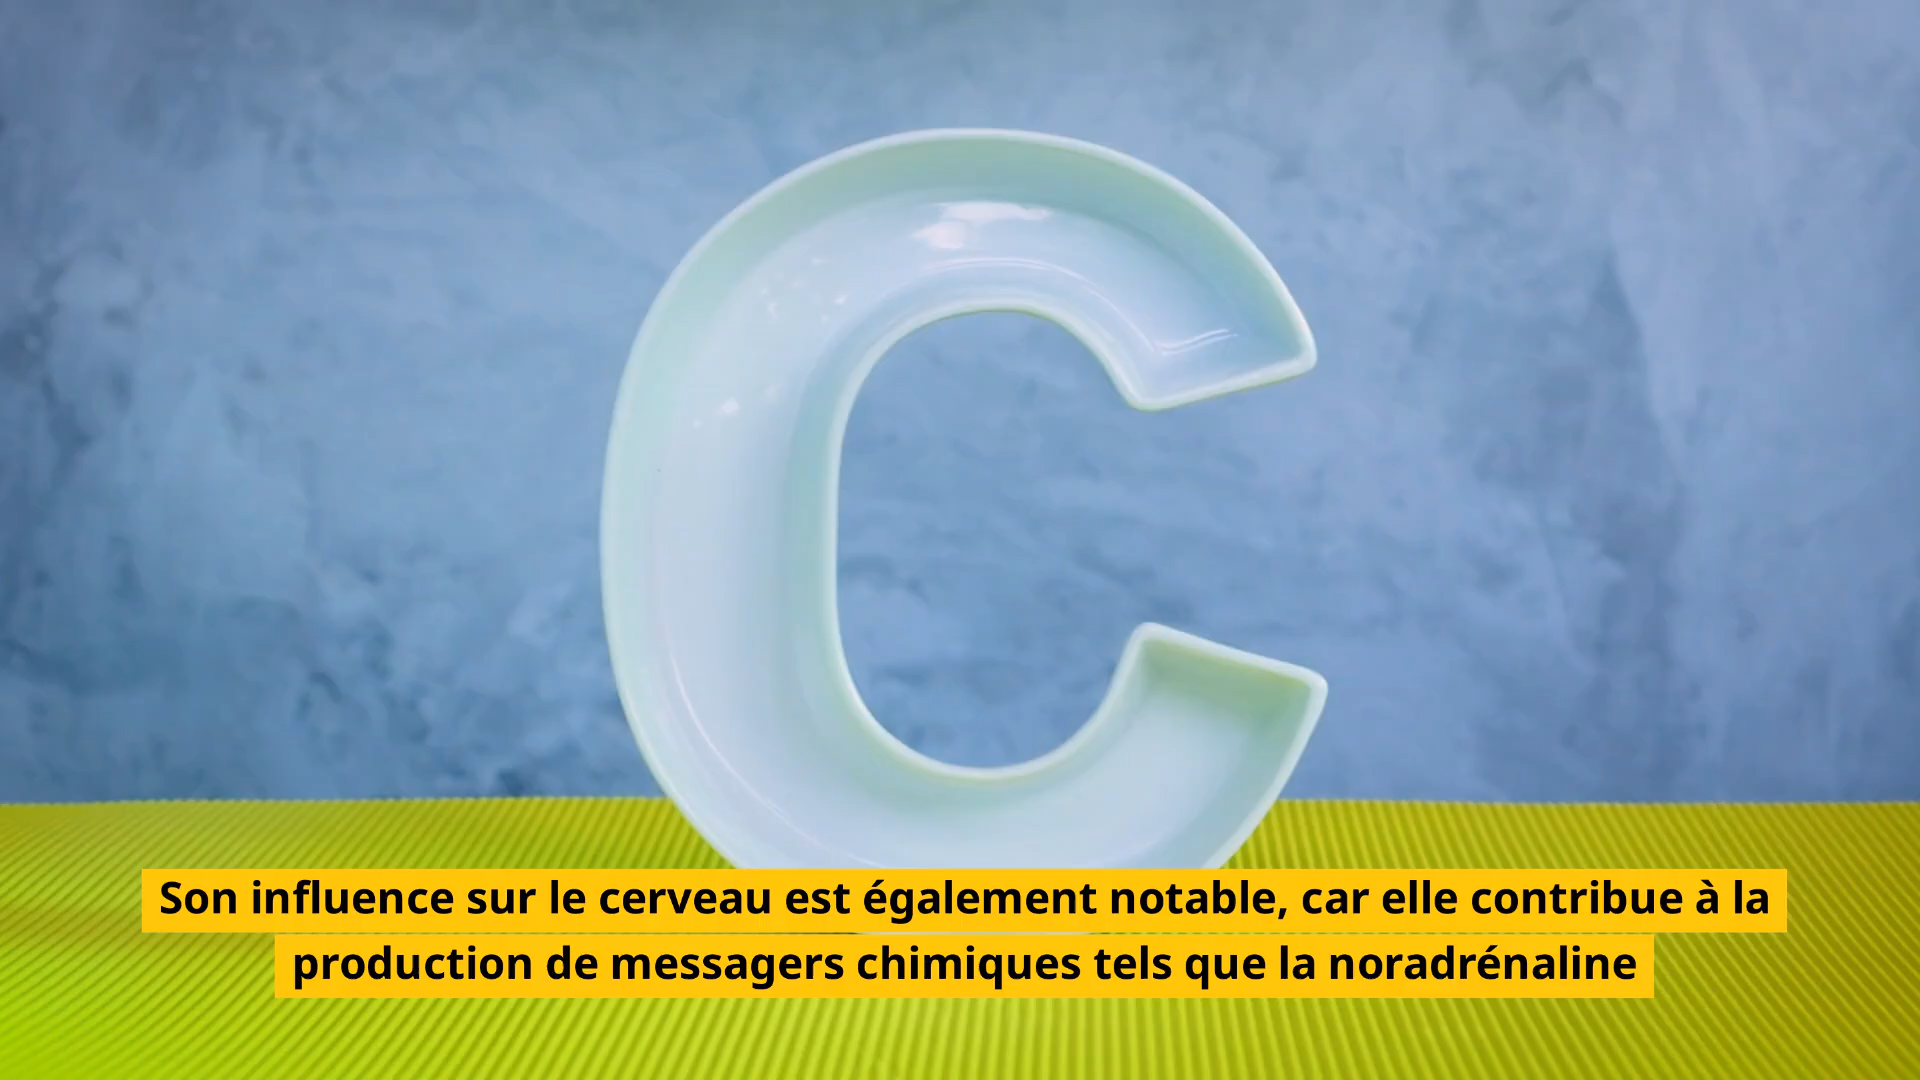 C
Son influence sur le cerveau est également notable, car elle contribue à la
production de messagers chimiques tels que la noradrénaline